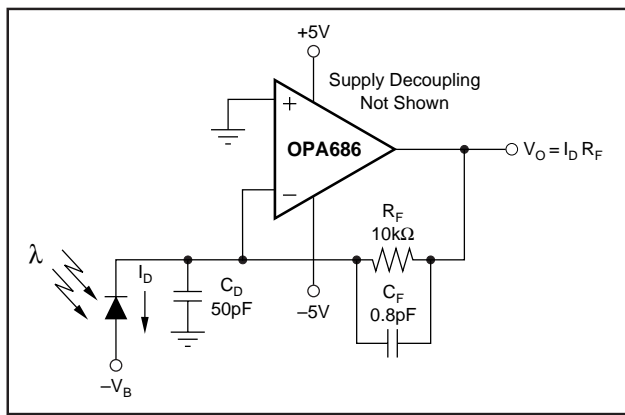 +5V
Supply Decoupling
Not Shown
+
OPA686
–
V_O = I_D R_F
R_F
10kΩ
C_F
0.8pF
–5V
λ
I_D
C_D
50pF
–V_B